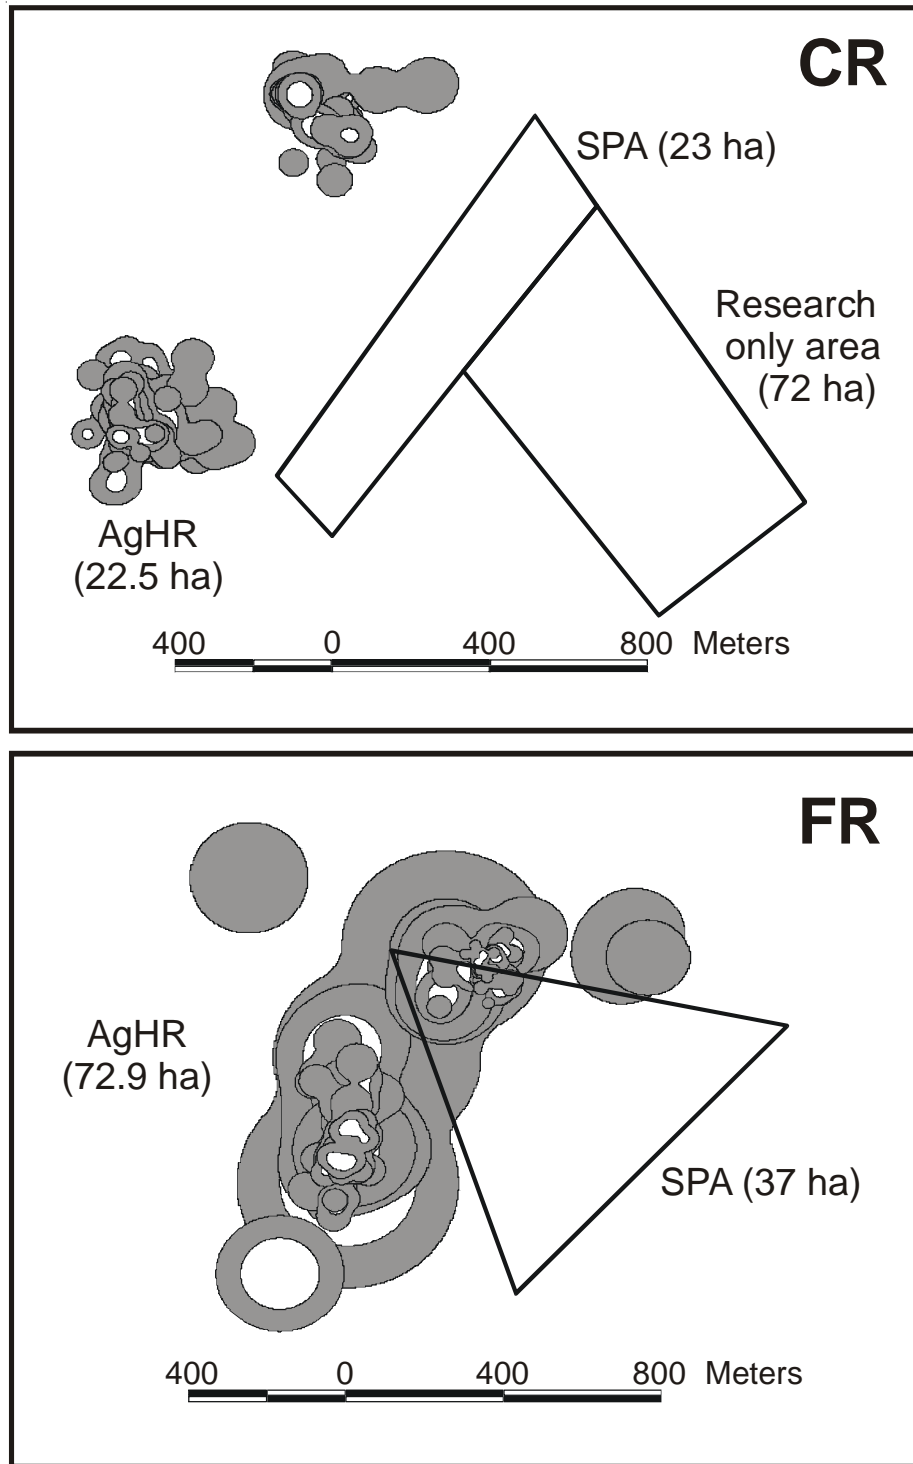 CR
SPA (23 ha)
Research
only area
(72 ha)
AgHR
(22.5 ha)
400 0 400 800 Meters
FR
AgHR
(72.9 ha)
SPA (37 ha)
400 0 400 800 Meters